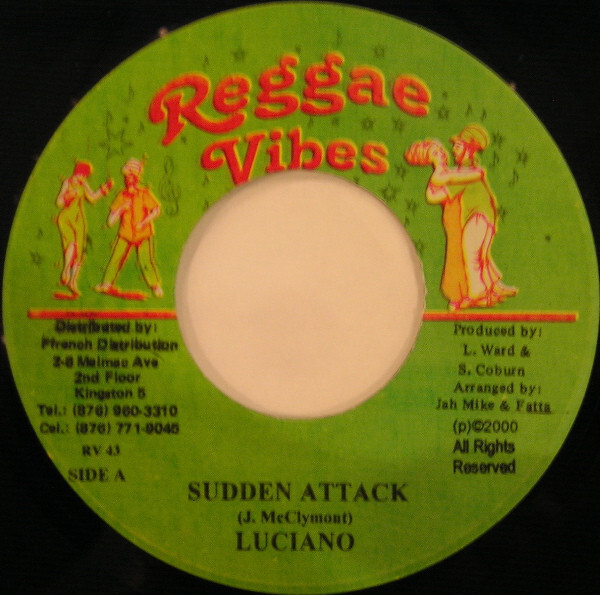 Reggae
Vibes
Distributed by:
Ffrench Distribution
2-6 Melmac Ave
2nd Floor
Kingston 5
Tel.: (876) 960-3310
Cel.: (876) 771-9045
RV 43
SIDE A
Produced by:
L. Ward &
S. Coburn
Arranged by:
Jah Mike & Fatta
(p)©2000
All Rights
Reserved
SUDDEN ATTACK
(J. McClymont)
LUCIANO